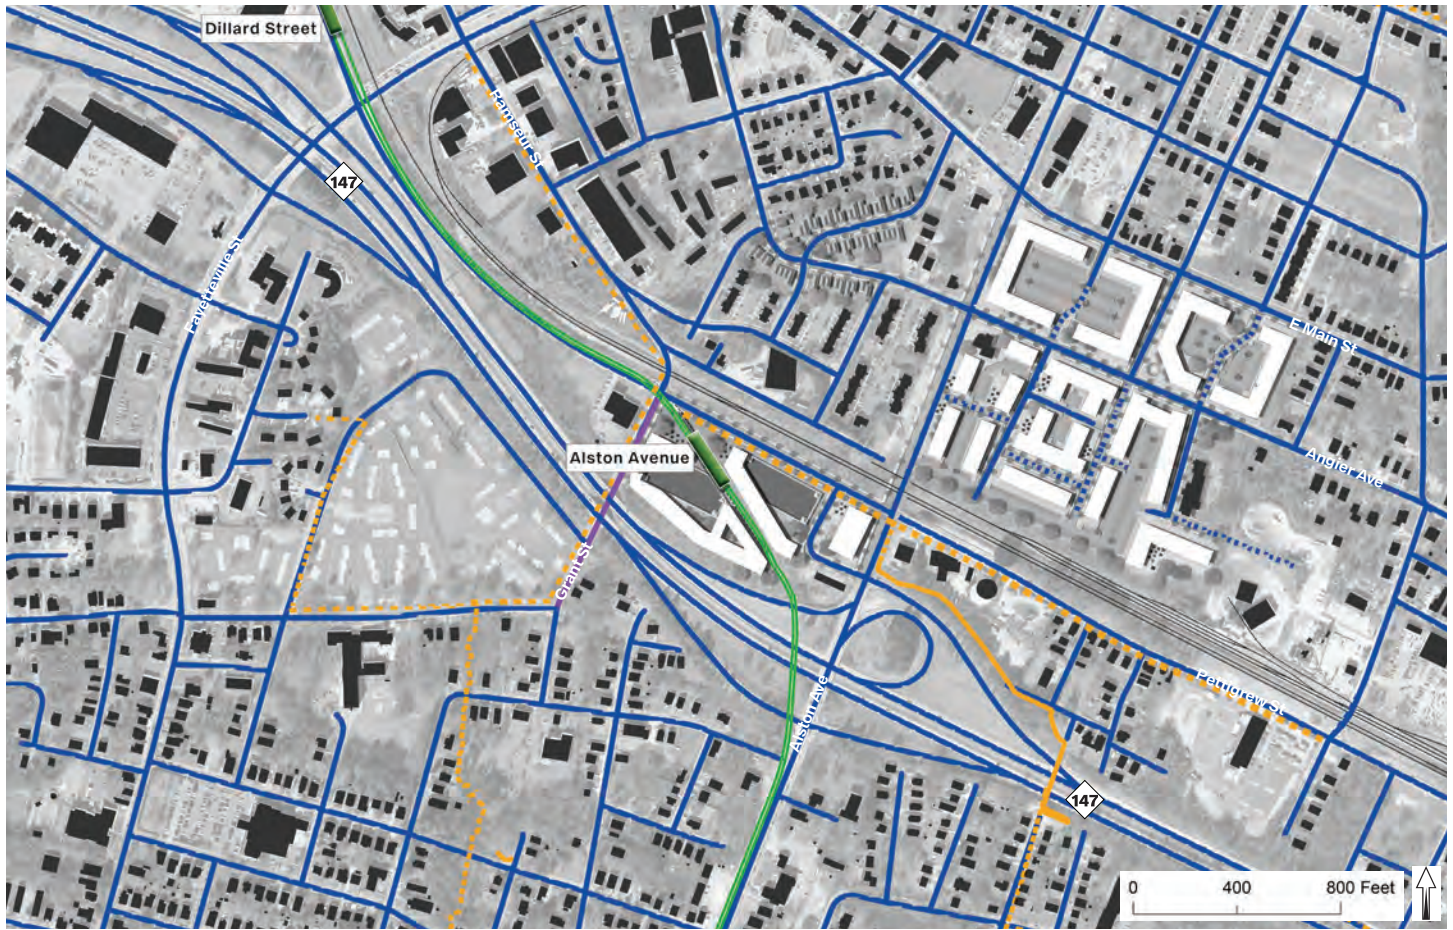 Dillard Street
Ramseur St
147
Fayetteville St
E Main St
Alston Avenue
Angier Ave
Grant St
Pettigrew St
Alston Ave
147
0 400 800 Feet